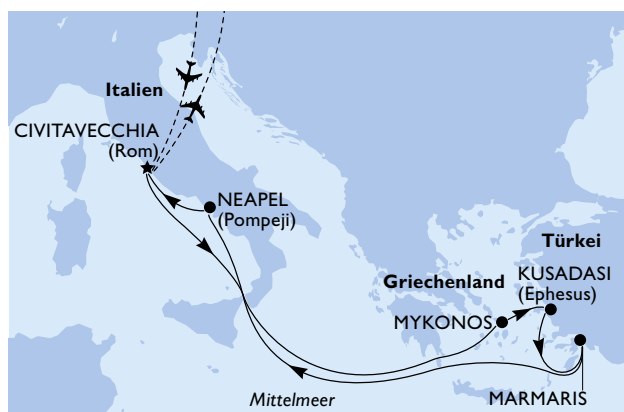 Italien
CIVITAVECCHIA
(Rom)
NEAPEL
(Pompeji)
Türkei
Griechenland
KUSADASI
(Ephesus)
MYKONOS
MARMARIS
Mittelmeer